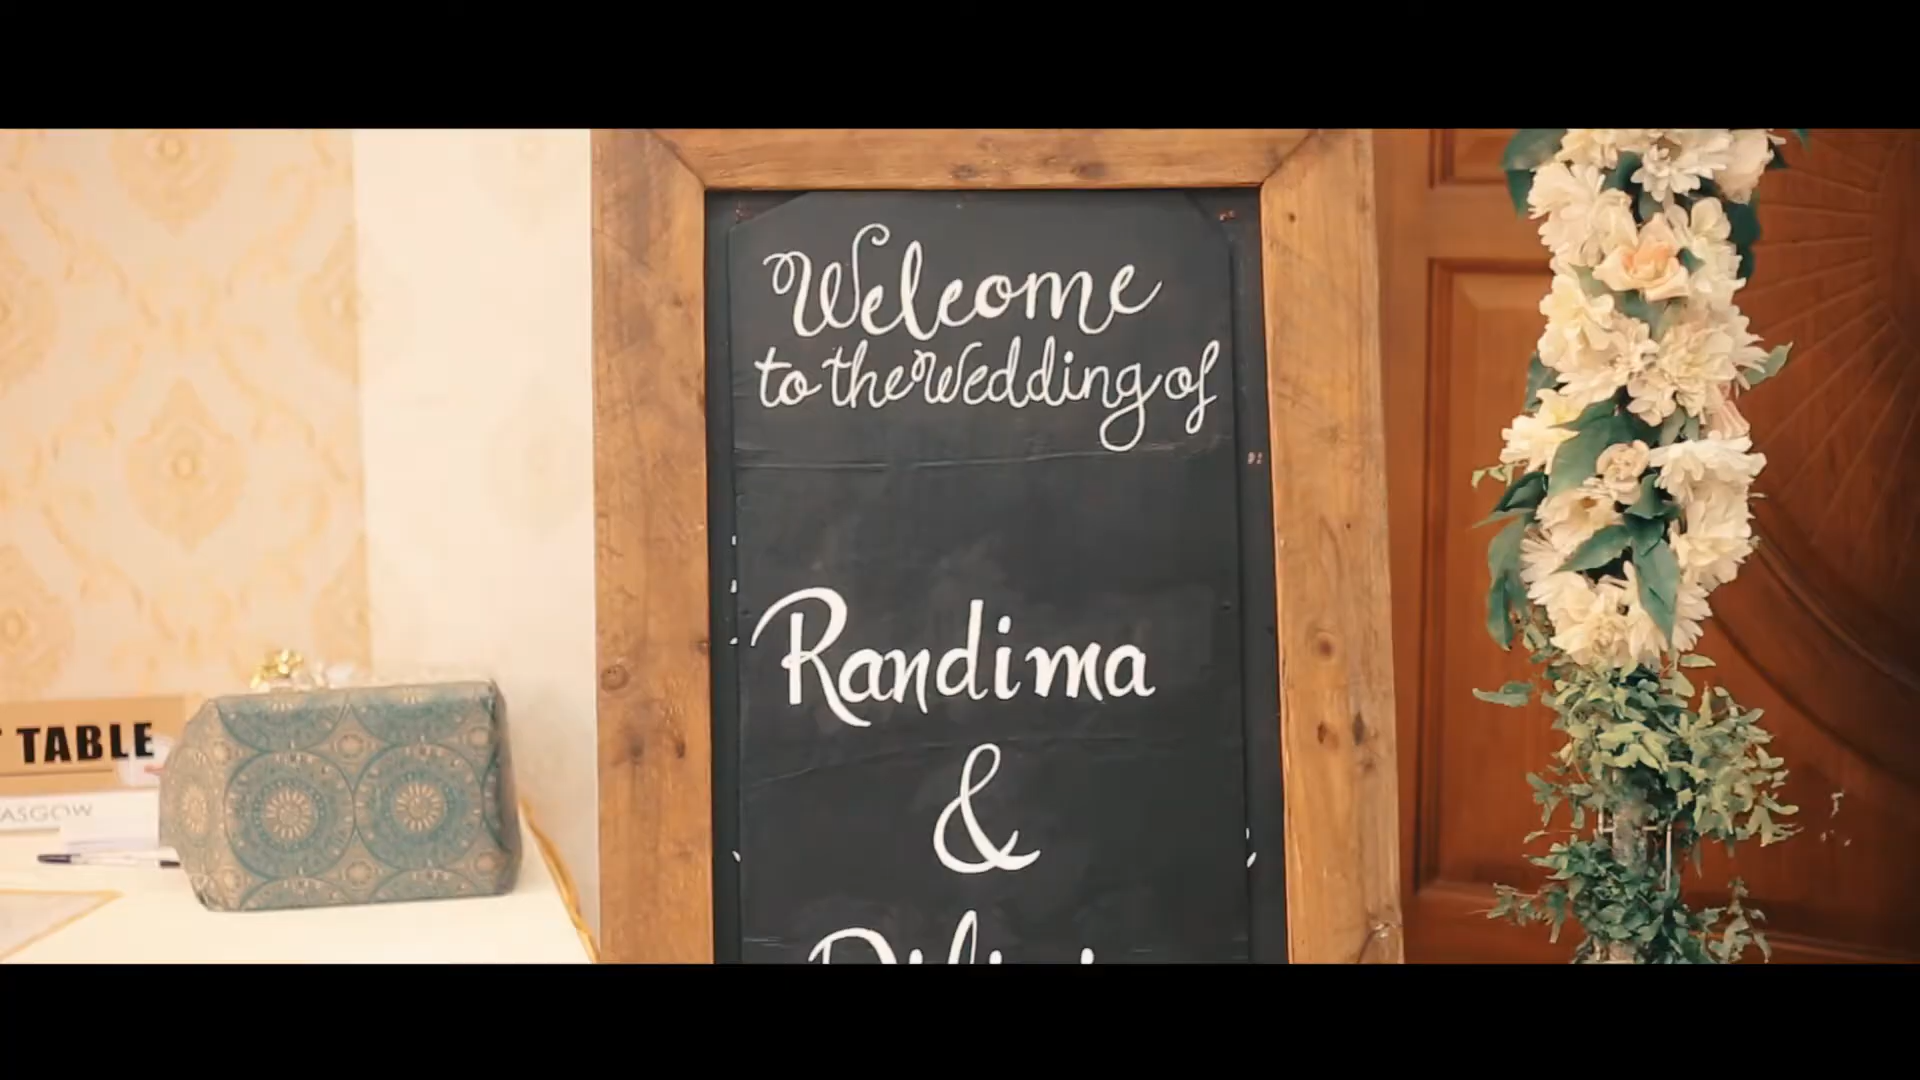 Welcome
to the Wedding of
Randima
&
TABLE